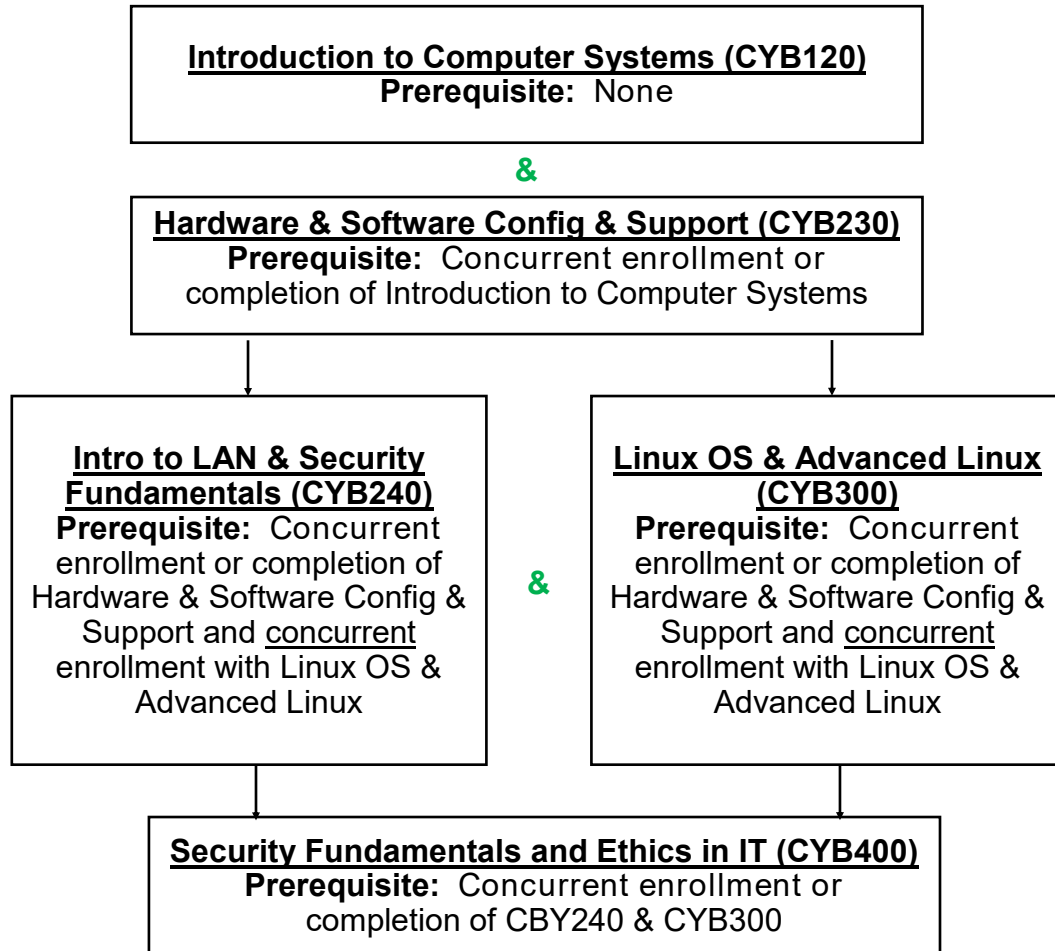 Introduction to Computer Systems (CYB120)
Prerequisite: None
&
Hardware & Software Config & Support (CYB230)
Prerequisite: Concurrent enrollment or
completion of Introduction to Computer Systems
Intro to LAN & Security
Fundamentals (CYB240)
Prerequisite: Concurrent
enrollment or completion of
Hardware & Software Config &
Support and concurrent
enrollment with Linux OS &
Advanced Linux
&
Linux OS & Advanced Linux
(CYB300)
Prerequisite: Concurrent
enrollment or completion of
Hardware & Software Config &
Support and concurrent
enrollment with Linux OS &
Advanced Linux
Security Fundamentals and Ethics in IT (CYB400)
Prerequisite: Concurrent enrollment or
completion of CBY240 & CYB300